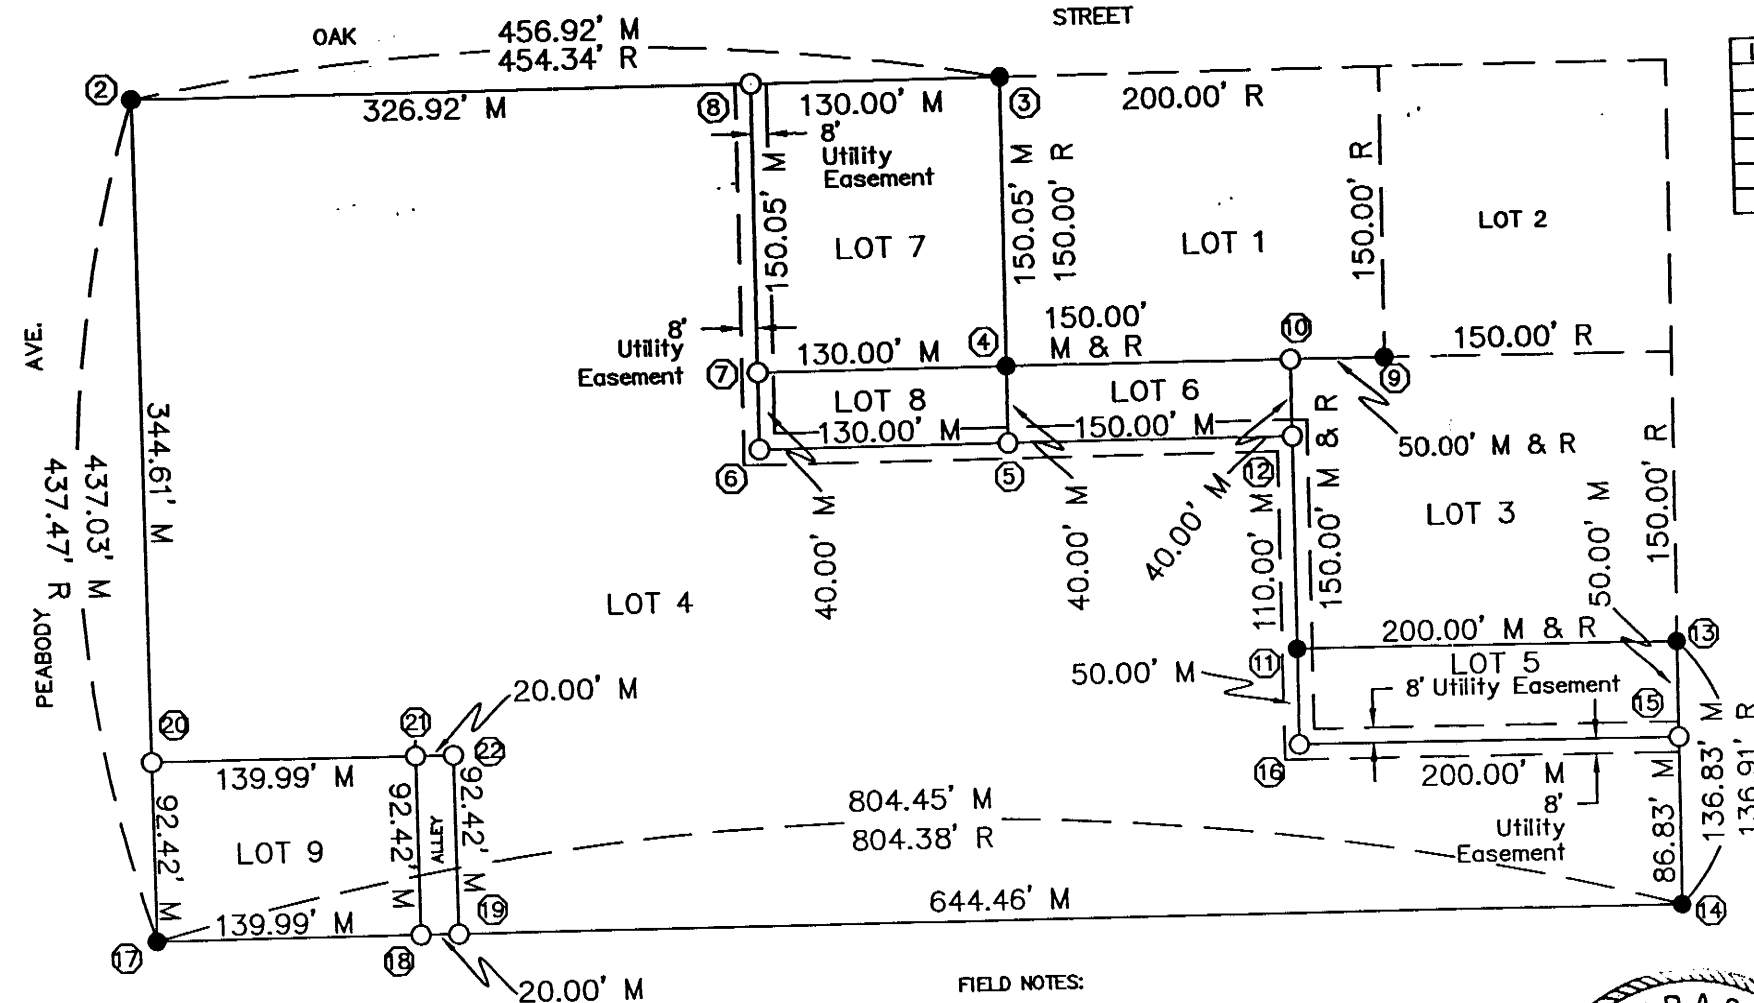 OAK
456.92' M
STREET
454.34' R
2
326.92' M
8
130.00' M
3
200.00' R
8'
Utility
Easement
150.05' M
150.05' M
150.00' R
150.00' R
LOT 7
LOT 1
LOT 2
AVE.
8'
Utility
Easement
7
130.00' M
4
150.00'
M & R
10
150.00' R
9
LOT 8
LOT 6
130.00' M
150.00' M
50.00' M & R
6
5
12
344.61' M
437.03' M
437.47' R
PEABODY
40.00' M
40.00' M
40.00' M
110.00' M
150.00' M & R
LOT 3
50.00' M
150.00' R
LOT 4
200.00' M & R
13
11
LOT 5
50.00' M
8' Utility Easement
15
20.00' M
20
21
22
139.99' M
16
200.00' M
8'
Utility
Easement
86.83' M
136.83' M
136.91' R
92.42' M
92.42' M
ALLEY
92.42' M
804.45' M
804.38' R
LOT 9
139.99' M
19
644.46' M
14
17
18
20.00' M
FIELD NOTES: